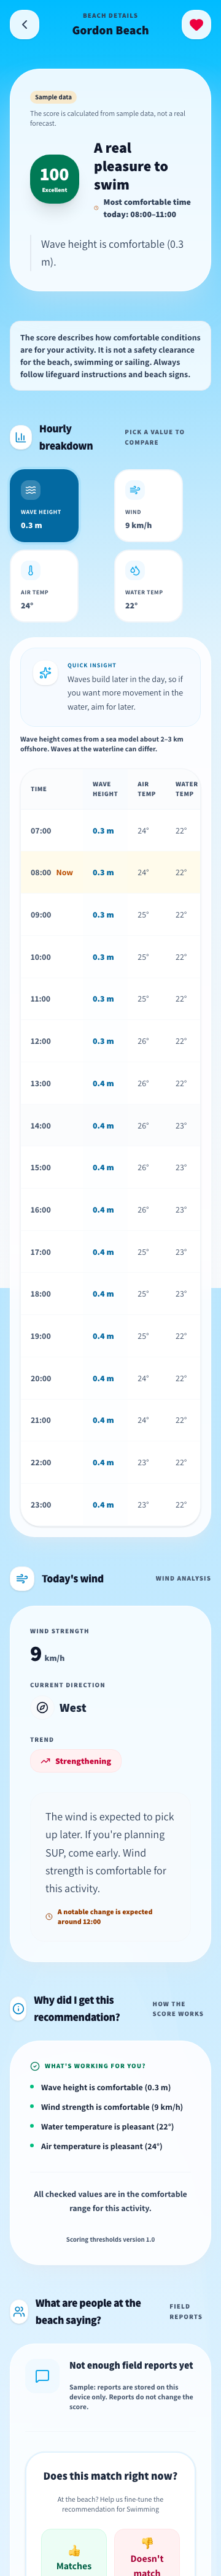 BEACH DETAILS
Gordon Beach
Sample data
The score is calculated from sample data, not a real
forecast.
100
Excellent
A real
pleasure to
swim
Most comfortable time
today: 08:00–11:00
Wave height is comfortable (0.3
m).
The score describes how comfortable conditions
are for your activity. It is not a safety clearance
for the beach, swimming or sailing. Always
follow lifeguard instructions and beach signs.
Hourly
breakdown
PICK A VALUE TO
COMPARE
WAVE HEIGHT
0.3 m
WIND
9 km/h
AIR TEMP
24°
WATER TEMP
22°
QUICK INSIGHT
Waves build later in the day, so if
you want more movement in the
water, aim for later.
Wave height comes from a sea model about 2–3 km
offshore. Waves at the waterline can differ.
TIME WAVE HEIGHT AIR TEMP WATER TEMP
07:00 0.3 m 24° 22°
08:00 Now 0.3 m 24° 22°
09:00 0.3 m 25° 22°
10:00 0.3 m 25° 22°
11:00 0.3 m 25° 22°
12:00 0.3 m 26° 22°
13:00 0.4 m 26° 22°
14:00 0.4 m 26° 23°
15:00 0.4 m 26° 23°
16:00 0.4 m 26° 23°
17:00 0.4 m 25° 23°
18:00 0.4 m 25° 23°
19:00 0.4 m 25° 22°
20:00 0.4 m 24° 22°
21:00 0.4 m 24° 22°
22:00 0.4 m 23° 22°
23:00 0.4 m 23° 22°
Today's wind
WIND ANALYSIS
WIND STRENGTH
9 km/h
CURRENT DIRECTION
West
TREND
Strengthening
The wind is expected to pick
up later. If you're planning
SUP, come early. Wind
strength is comfortable for
this activity.
A notable change is expected
around 12:00
Why did I get this
recommendation?
HOW THE
SCORE WORKS
WHAT'S WORKING FOR YOU?
Wave height is comfortable (0.3 m)
Wind strength is comfortable (9 km/h)
Water temperature is pleasant (22°)
Air temperature is pleasant (24°)
All checked values are in the comfortable
range for this activity.
Scoring thresholds version 1.0
What are people at the
beach saying?
FIELD
REPORTS
Not enough field reports yet
Sample: reports are stored on this
device only. Reports do not change the
score.
Does this match right now?
At the beach? Help us fine-tune the
recommendation for Swimming
Matches
Doesn't
match